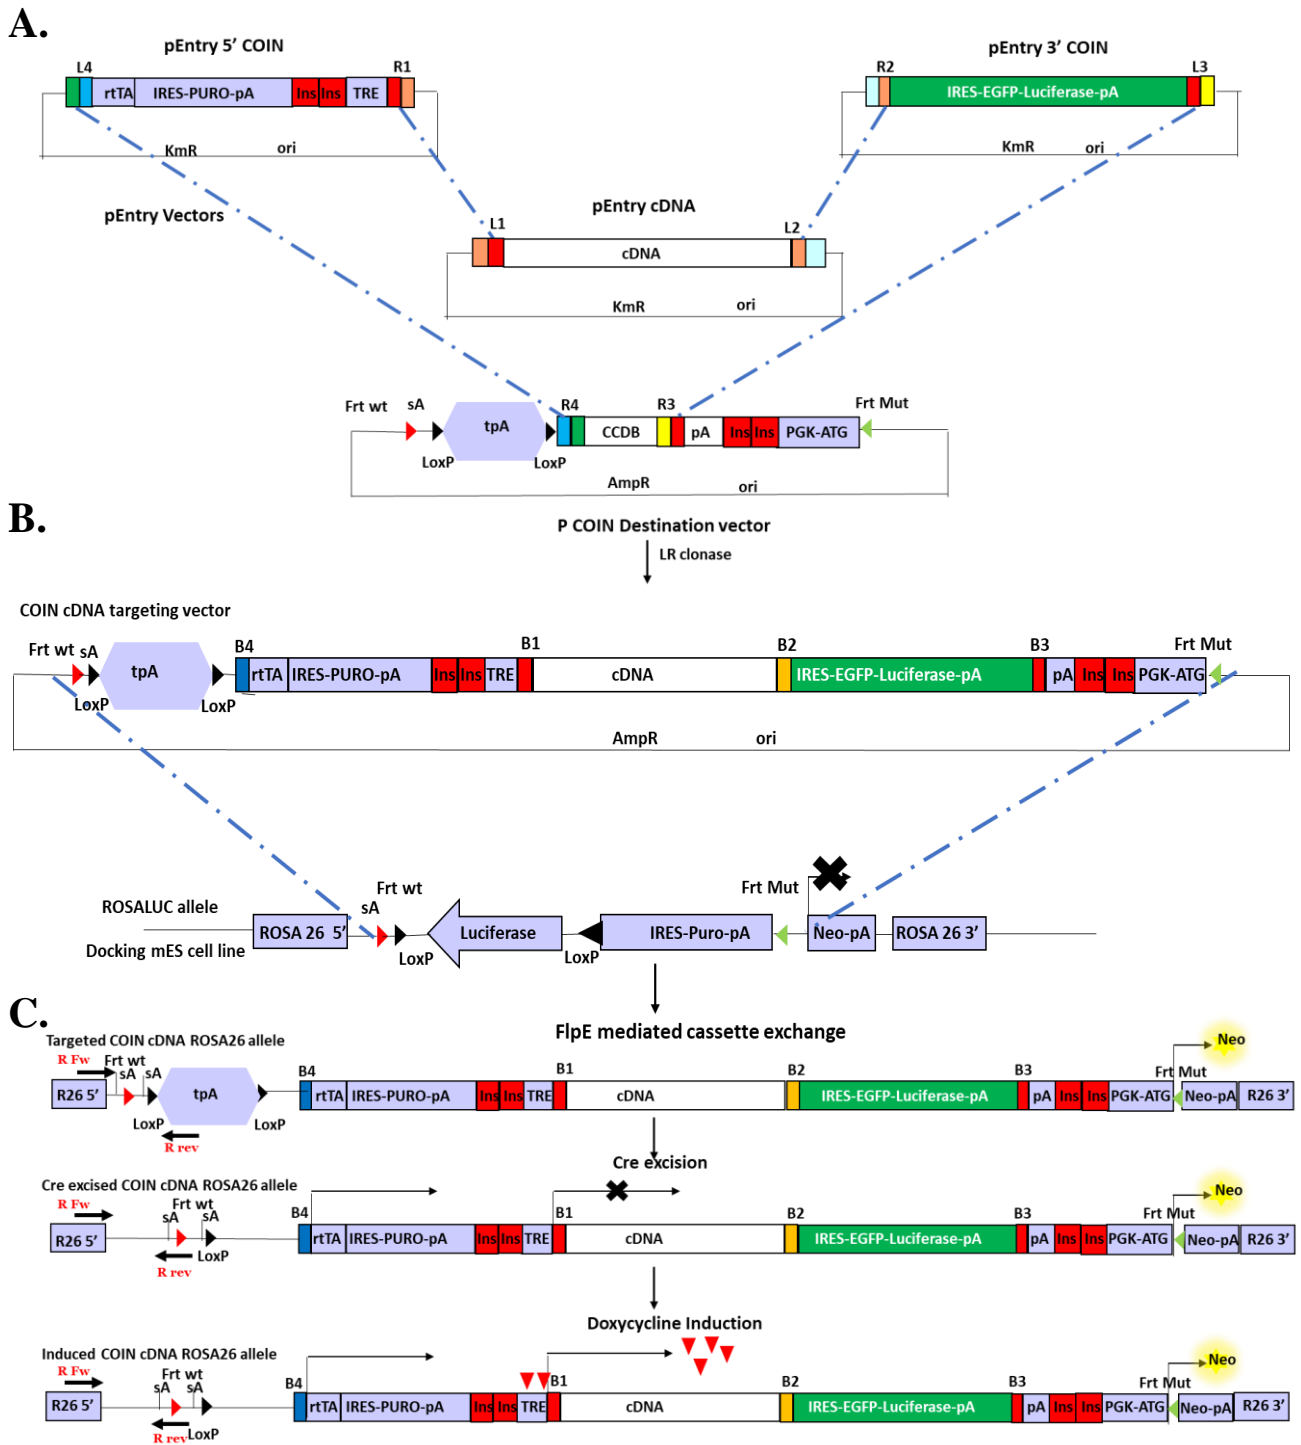 A.
pEntry 5’ COIN
pEntry 3’ COIN
L4
R1
R2
L3
rtTA
IRES-PURO-pA
Ins
Ins
TRE
IRES-EGFP-Luciferase-pA
KmR
ori
KmR
ori
pEntry Vectors
pEntry cDNA
L1
L2
cDNA
KmR
ori
Frt wt
sA
R4
R3
Frt Mut
tpA
CCDB
pA
Ins
Ins
PGK-ATG
LoxP
LoxP
AmpR
ori
B.
P COIN Destination vector
LR clonase
COIN cDNA targeting vector
Frt wt
sA
B4
B1
B2
B3
Frt Mut
tpA
rtTA
IRES-PURO-pA
Ins
Ins
TRE
cDNA
IRES-EGFP-Luciferase-pA
pA
Ins
Ins
PGK-ATG
LoxP
LoxP
AmpR
ori
Frt wt
Frt Mut
ROSALUC allele
sA
ROSA 26 5’
Luciferase
IRES-Puro-pA
Neo-pA
ROSA 26 3’
Docking mES cell line
LoxP
LoxP
C.
FlpE mediated cassette exchange
Targeted COIN cDNA ROSA26 allele
Neo
R Fw
Frt wt
sA
sA
B4
B1
B2
B3
Frt Mut
R26 5’
tpA
rtTA
IRES-PURO-pA
Ins
Ins
TRE
cDNA
IRES-EGFP-Luciferase-pA
pA
Ins
Ins
PGK-ATG
Neo-pA
R26 3’
LoxP
LoxP
R rev
Cre excision
Cre excised COIN cDNA ROSA26 allele
Neo
R Fw
Frt wt
sA
sA
B4
B1
B2
B3
Frt Mut
R26 5’
rtTA
IRES-PURO-pA
Ins
Ins
TRE
cDNA
IRES-EGFP-Luciferase-pA
pA
Ins
Ins
PGK-ATG
Neo-pA
R26 3’
LoxP
R rev
Doxycycline Induction
Induced COIN cDNA ROSA26 allele
Neo
R Fw
Frt wt
sA
sA
B4
B1
B2
B3
Frt Mut
R26 5’
rtTA
IRES-PURO-pA
Ins
Ins
TRE
cDNA
IRES-EGFP-Luciferase-pA
pA
Ins
Ins
PGK-ATG
Neo-pA
R26 3’
R rev
LoxP